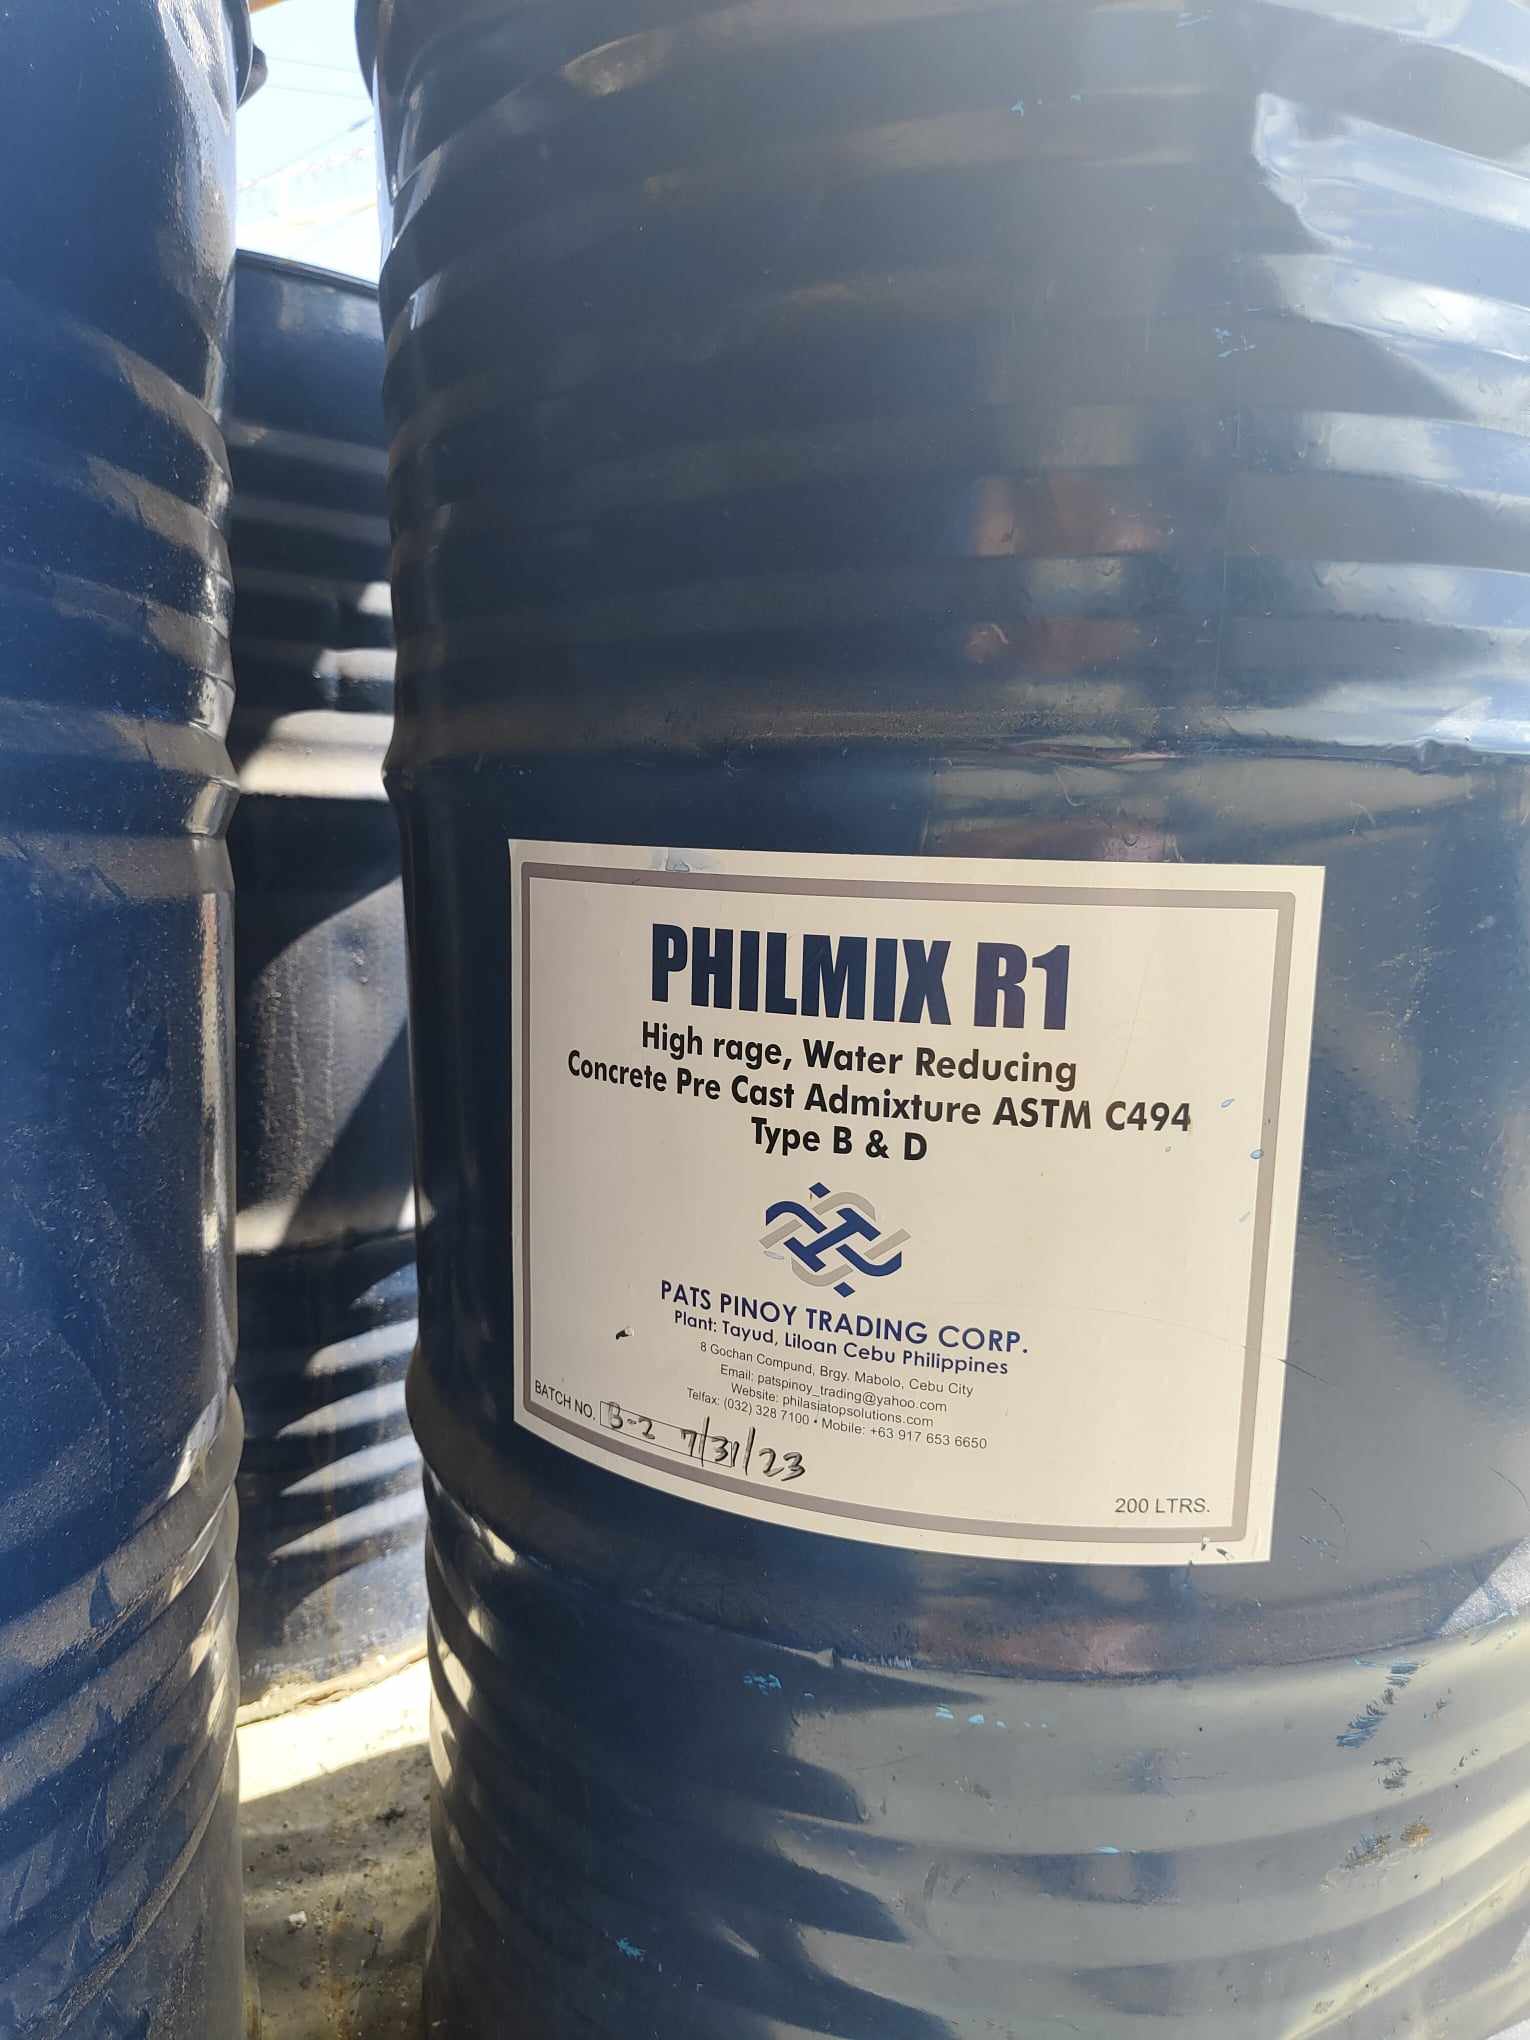 PHILMIX R1
High rage, Water Reducing
Concrete Pre Cast Admixture ASTM C494
Type B & D
PATS PINOY TRADING CORP.
Plant: Tayud, Liloan Cebu Philippines
8 Gochan Compund, Brgy. Mabolo, Cebu City
Email: patspinoy_trading@yahoo.com
Website: philasiatopsolutions.com
Telfax: (032) 328 7100 • Mobile: +63 917 653 6650
BATCH NO. B-2 7/31/23
200 LTRS.